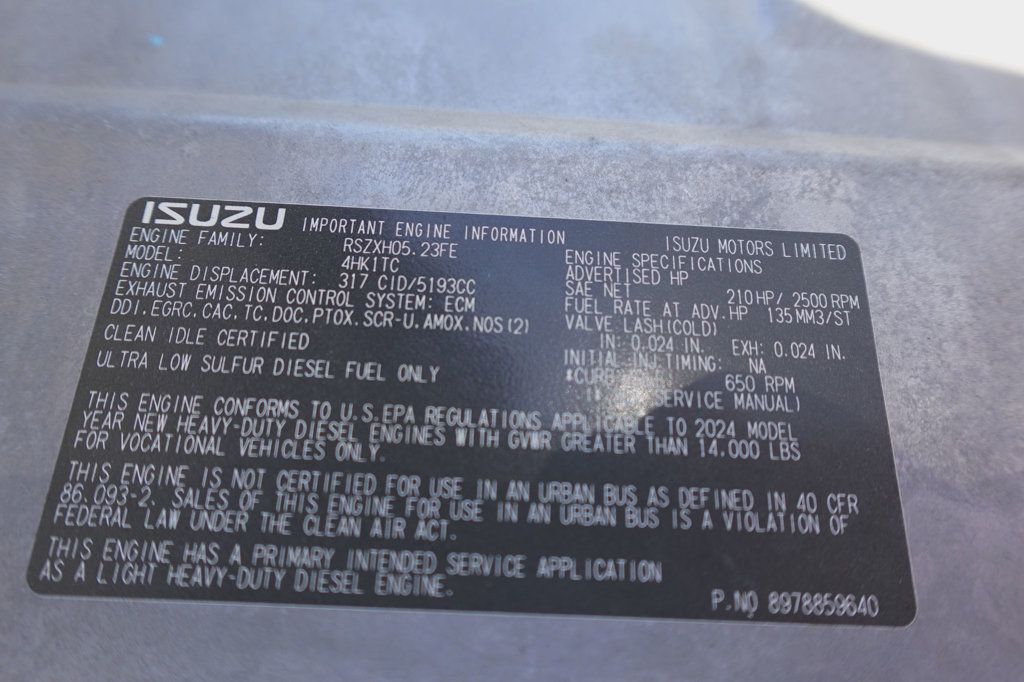 ISUZU IMPORTANT ENGINE INFORMATION ISUZU MOTORS LIMITED
ENGINE FAMILY: RSZXH05.23FE
MODEL: 4HK1TC
ENGINE DISPLACEMENT: 317 CID/5193CC
EXHAUST EMISSION CONTROL SYSTEM: ECM
DDI.EGRC.CAC.TC.DOC.PTOX.SCR-U.AMOX.NOS(2)
CLEAN IDLE CERTIFIED
ULTRA LOW SULFUR DIESEL FUEL ONLY
ENGINE SPECIFICATIONS
ADVERTISED HP
SAE NET 210HP/ 2500RPM
FUEL RATE AT ADV.HP 135MM3/ST
VALVE LASH(COLD)
IN: 0.024 IN. EXH: 0.024 IN.
INITIAL INJ TIMING: NA
650 RPM
SERVICE MANUAL)
THIS ENGINE CONFORMS TO U.S.EPA REGULATIONS APPLICABLE TO 2024 MODEL
YEAR NEW HEAVY-DUTY DIESEL ENGINES WITH GVWR GREATER THAN 14.000 LBS
FOR VOCATIONAL VEHICLES ONLY.
THIS ENGINE IS NOT CERTIFIED FOR USE IN AN URBAN BUS AS DEFINED IN 40 CFR
86.093-2. SALES OF THIS ENGINE FOR USE IN AN URBAN BUS IS A VIOLATION OF
FEDERAL LAW UNDER THE CLEAN AIR ACT.
THIS ENGINE HAS A PRIMARY INTENDED SERVICE APPLICATION
AS A LIGHT HEAVY-DUTY DIESEL ENGINE.
P.NO 8978859640